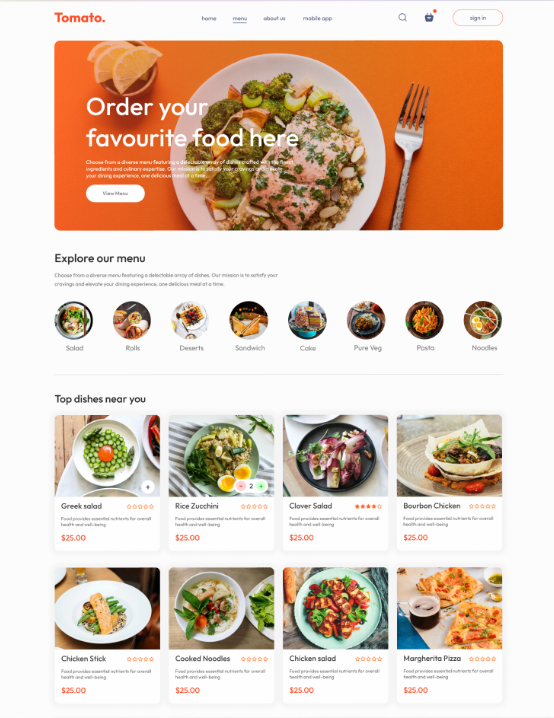 Tomato.
home menu about us mobile app
sign in
Order your
favourite food here
Choose from a diverse menu featuring a delectable array of dishes crafted with the finest
ingredients and culinary expertise. Our mission is to satisfy your cravings and elevate
your dining experience, one delicious meal at a time.
View Menu
Explore our menu
Choose from a diverse menu featuring a delectable array of dishes. Our mission is to satisfy your
cravings and elevate your dining experience, one delicious meal at a time.
Salad Rolls Deserts Sandwich Cake Pure Veg Pasta Noodles
Top dishes near you
+
- 2 +
Greek salad
Food provides essential nutrients for overall
health and well-being
$25.00
Rice Zucchini
Food provides essential nutrients for overall
health and well-being
$25.00
Clover Salad
Food provides essential nutrients for overall
health and well-being
$25.00
Bourbon Chicken
Food provides essential nutrients for overall
health and well-being
$25.00
Chicken Stick
Food provides essential nutrients for overall
health and well-being
$25.00
Cooked Noodles
Food provides essential nutrients for overall
health and well-being
$25.00
Chicken salad
Food provides essential nutrients for overall
health and well-being
$25.00
Margherita Pizza
Food provides essential nutrients for overall
health and well-being
$25.00